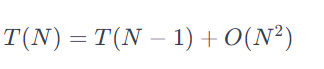 T(N) = T(N − 1) + O(N²)